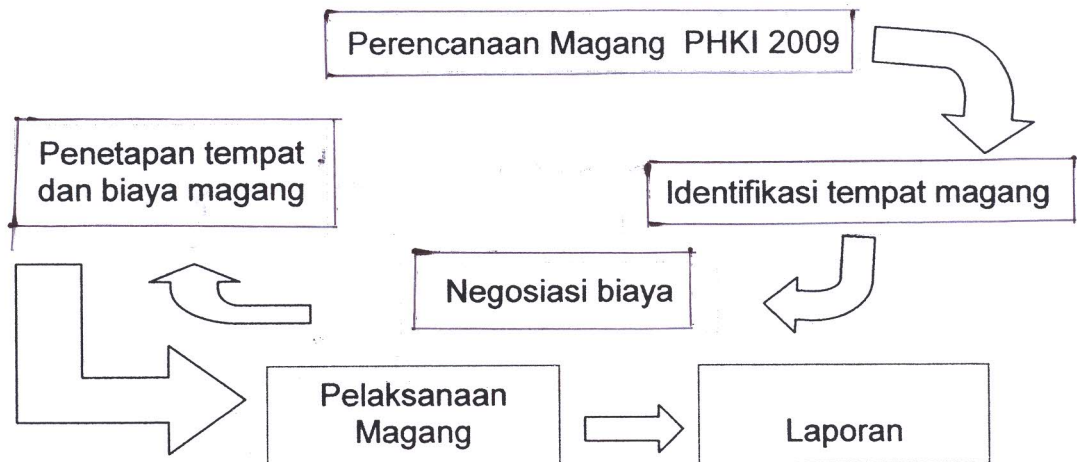 Perencanaan Magang PHKI 2009
Identifikasi tempat magang
Negosiasi biaya
Penetapan tempat
dan biaya magang
Pelaksanaan
Magang
Laporan